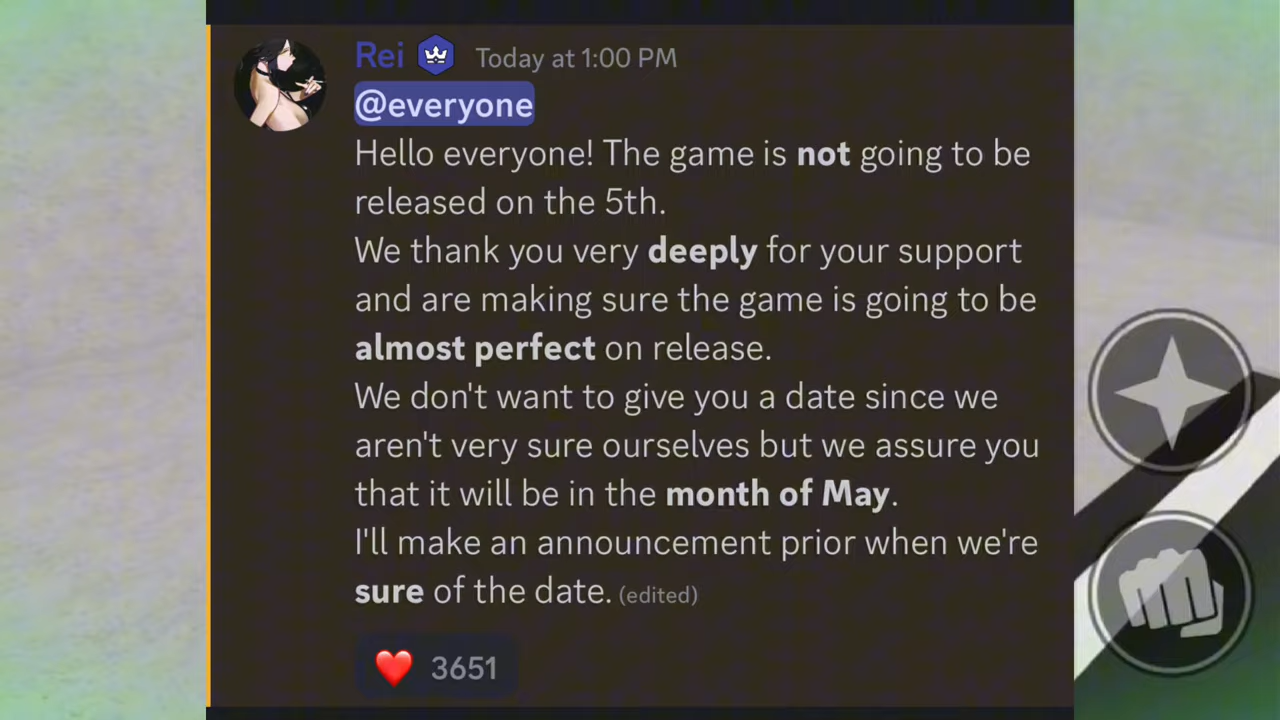 Rei Today at 1:00 PM
@everyone
Hello everyone! The game is not going to be
released on the 5th.
We thank you very deeply for your support
and are making sure the game is going to be
almost perfect on release.
We don't want to give you a date since we
aren't very sure ourselves but we assure you
that it will be in the month of May.
I'll make an announcement prior when we're
sure of the date. (edited)
3651